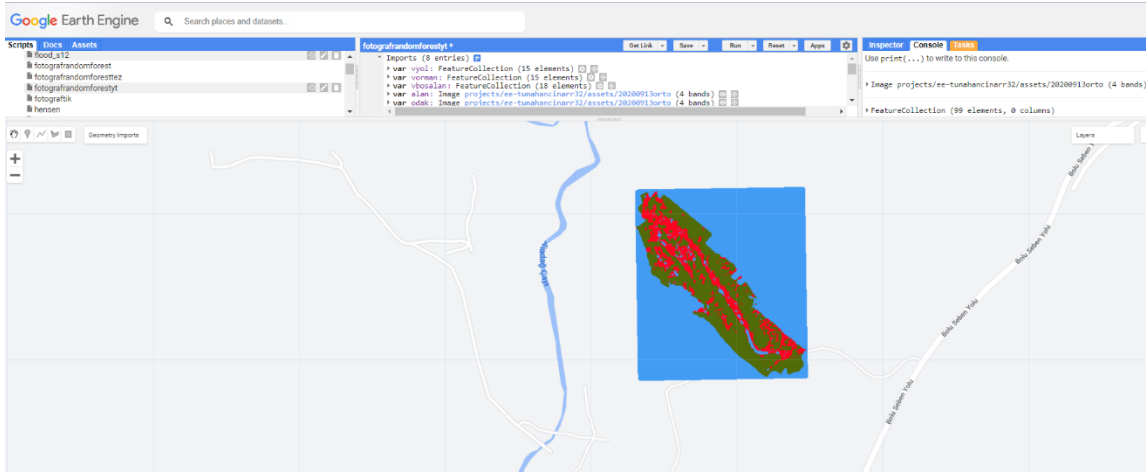 Google Earth Engine
Search places and datasets...
Scripts Docs Assets
flood_s12
fotografrandomforest
fotografrandomforesttez
fotografrandomforestyt
fotograftik
hensen
fotografrandomforestyt *
Get Link Save Run Reset Apps
Imports (8 entries)
var vyol: FeatureCollection (15 elements)
var vorman: FeatureCollection (15 elements)
var vbosalan: FeatureCollection (18 elements)
var alan: Image projects/ee-tunahancinarr32/assets/20200913orto (4 bands)
var odak: Image projects/ee-tunahancinarr32/assets/20200913orto (4 bands)
Inspector Console Tasks
Use print(...) to write to this console.
Image projects/ee-tunahancinarr32/assets/20200913orto (4 bands)
FeatureCollection (99 elements, 0 columns)
Geometry Imports
Layers
+
−
Bolu Seben Yolu
Bolu Seben Yolu
Bolu Seben Yolu
Bolu Seben Yolu